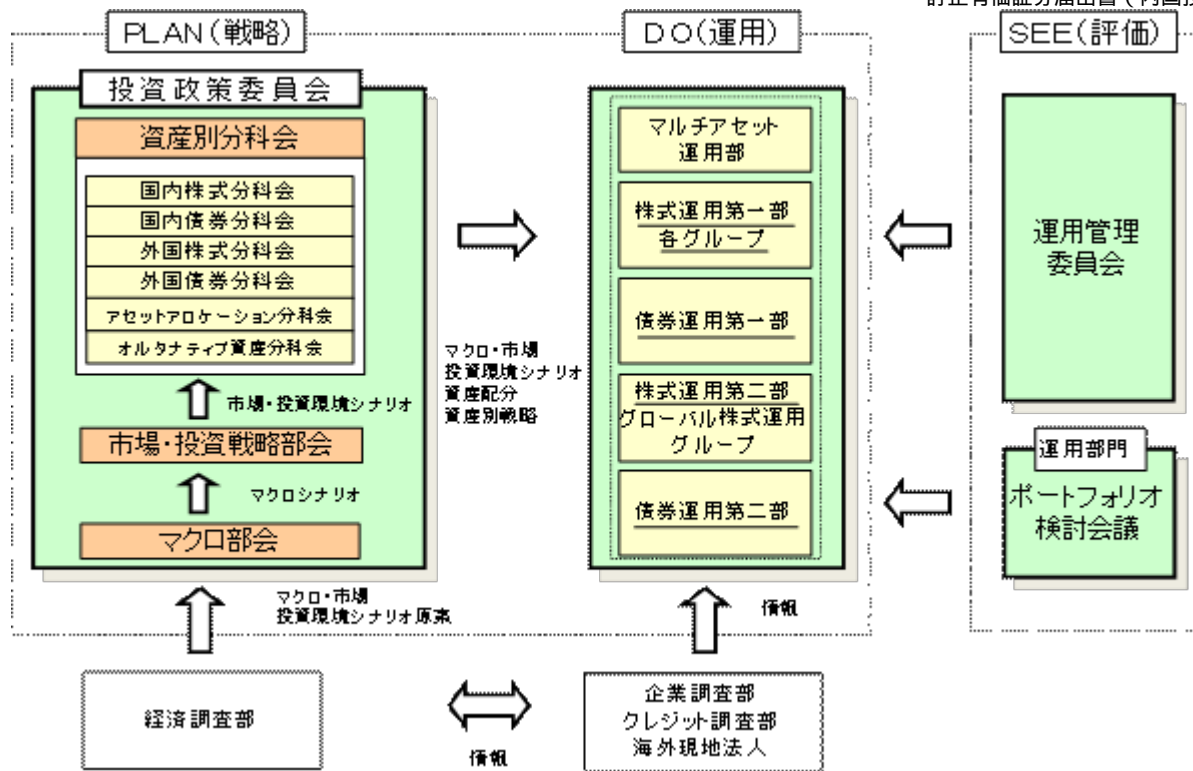 訂正有価証券届出書(内国投
PLAN(戦略)
投資政策委員会
資産別分科会
国内株式分科会
国内債券分科会
外国株式分科会
外国債券分科会
アセットアロケーション分科会
オルタナティブ資産分科会
市場・投資環境シナリオ
市場・投資戦略部会
マクロシナリオ
マクロ部会
マクロ・市場
投資環境シナリオ原案
経済調査部
マクロ・市場
投資環境シナリオ
資産配分
資産別戦略
DO(運用)
マルチアセット
運用部
株式運用第一部
各グループ
債券運用第一部
株式運用第二部
グローバル株式運用
グループ
債券運用第二部
情報
企業調査部
クレジット調査部
海外現地法人
情報
SEE(評価)
運用管理
委員会
運用部門
ポートフォリオ
検討会議